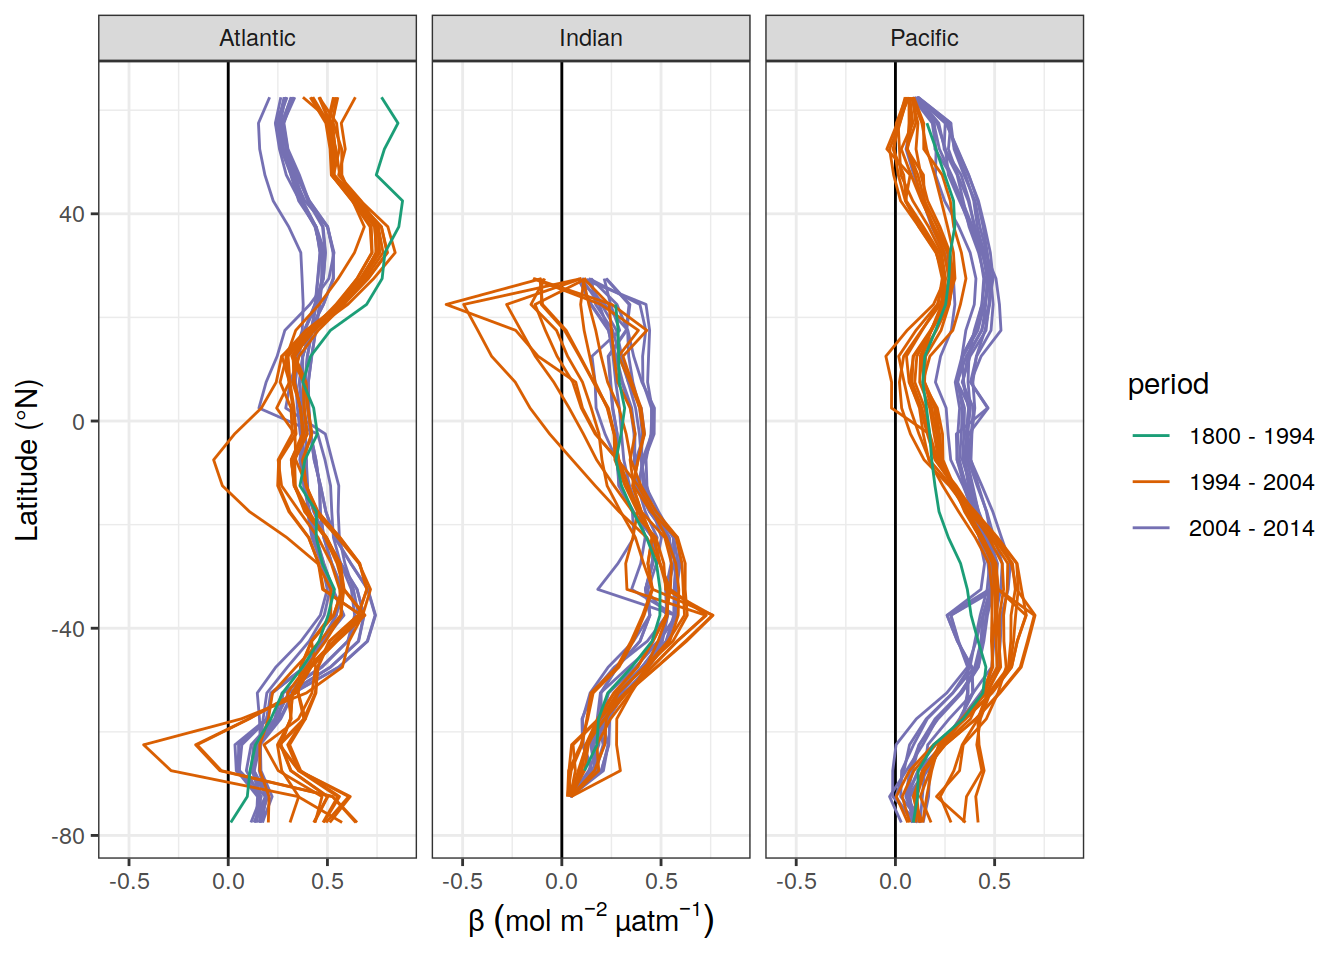 Atlantic Indian Pacific
40
0
-40
-80
Latitude (°N)
-0.5 0.0 0.5 -0.5 0.0 0.5 -0.5 0.0 0.5
β (mol m⁻² µatm⁻¹)
period
1800 - 1994
1994 - 2004
2004 - 2014